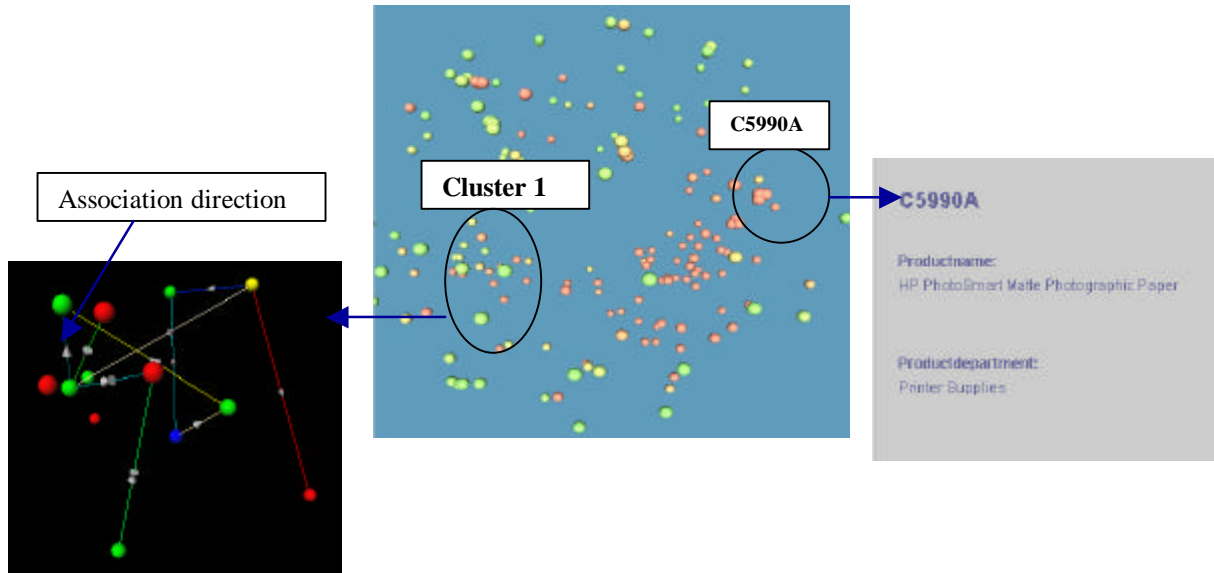 C5990A
Cluster 1
Association direction
C5990A
Productname:
HP PhotoSmart Matte Photographic Paper
Productdepartment:
Printer Supplies